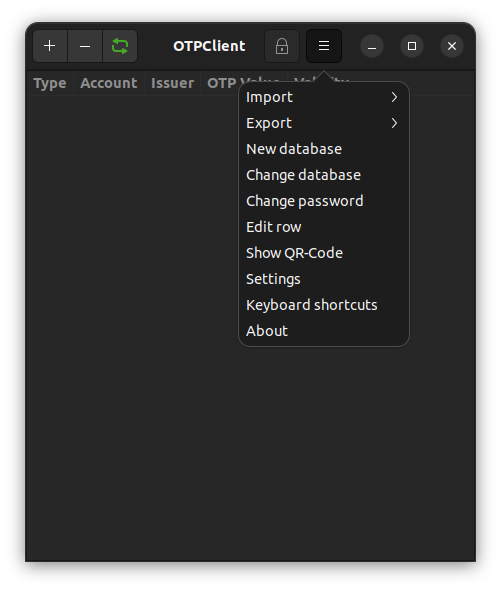 OTPClient
Type Account Issuer OTP Value Validity
Import
Export
New database
Change database
Change password
Edit row
Show QR-Code
Settings
Keyboard shortcuts
About